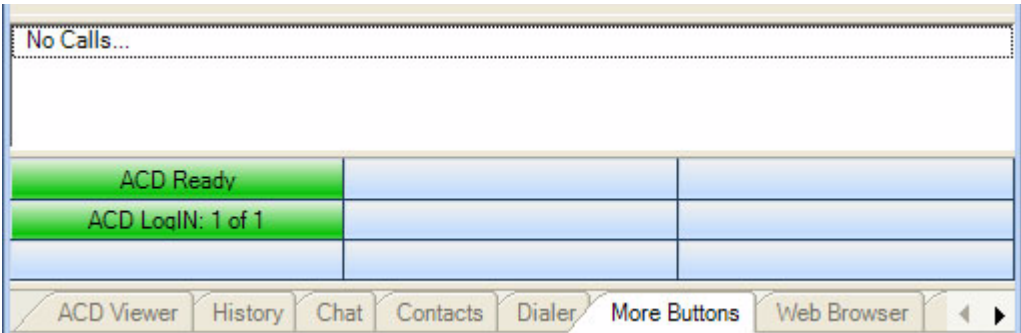 No Calls...
ACD Ready
ACD LogIN: 1 of 1
ACD Viewer History Chat Contacts Dialer More Buttons Web Browser